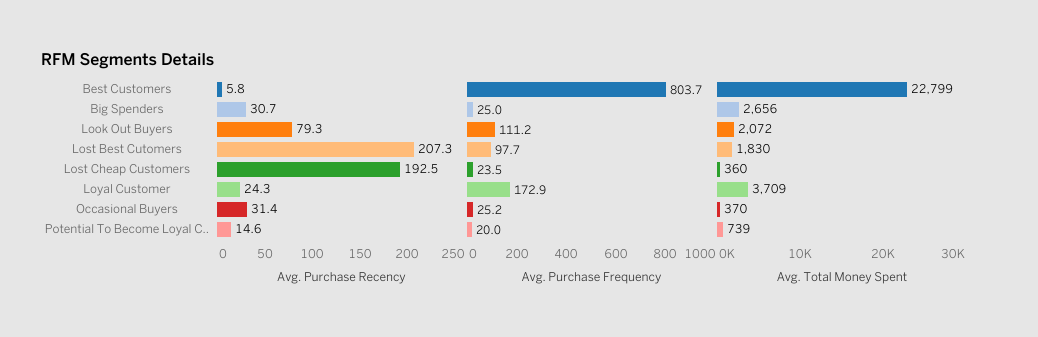 RFM Segments Details
Best Customers 5.8 803.7 22,799
Big Spenders 30.7 25.0 2,656
Look Out Buyers 79.3 111.2 2,072
Lost Best Cutomers 207.3 97.7 1,830
Lost Cheap Customers 192.5 23.5 360
Loyal Customer 24.3 172.9 3,709
Occasional Buyers 31.4 25.2 370
Potential To Become Loyal C.. 14.6 20.0 739
0 50 100 150 200 250 0 200 400 600 800 1000 0K 10K 20K 30K
Avg. Purchase Recency Avg. Purchase Frequency Avg. Total Money Spent